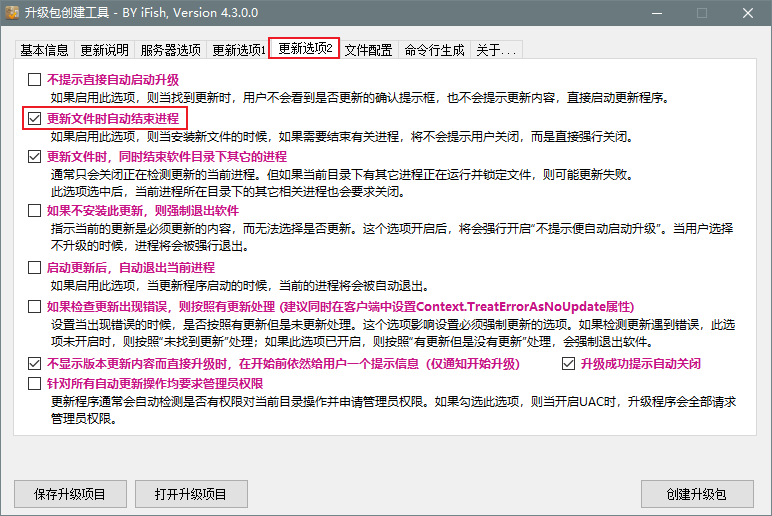 升级包创建工具 - BY iFish, Version 4.3.0.0
基本信息 更新说明 服务器选项 更新选项1 更新选项2 文件配置 命令行生成 关于...
不提示直接自动启动升级
如果启用此选项，则当找到更新时，用户不会看到是否更新的确认提示框，也不会提示更新内容，直接启动更新程序。
更新文件时自动结束进程
如果启用此选项，则当安装新文件的时候，如果需要结束有关进程，将不会提示用户关闭，而是直接强行关闭。
更新文件时，同时结束软件目录下其它的进程
通常只会关闭正在检测更新的当前进程。但如果当前目录下有其它进程正在运行并锁定文件，则可能更新失败。
此选项选中后，当前进程所在目录下的其它相关进程也会要求关闭。
如果不安装此更新，则强制退出软件
指示当前的更新是必须更新的内容，而无法选择是否更新。这个选项开启后，将会强行开启“不提示便自动启动升级”。当用户选择
不升级的时候，进程将会被强行退出。
启动更新后，自动退出当前进程
如果启用此选项，当更新程序启动的时候，当前的进程将会被自动退出。
如果检查更新出现错误，则按照有更新处理 (建议同时在客户端中设置Context.TreatErrorAsNoUpdate属性)
设置当出现错误的时候，是否按照有更新但是未更新处理。这个选项影响设置必须强制更新的选项。如果检测更新遇到错误，此选
项未开启时，则按照“未找到更新”处理；如果此选项已开启，则按照“有更新但是没有更新”处理，会强制退出软件。
不显示版本更新内容而直接升级时，在开始前依然给用户一个提示信息（仅通知开始升级） 升级成功提示自动关闭
针对所有自动更新操作均要求管理员权限
更新程序通常会自动检测是否有权限对当前目录操作并申请管理员权限。如果勾选此选项，则当开启UAC时，升级程序会全部请求
管理员权限。
保存升级项目 打开升级项目 创建升级包